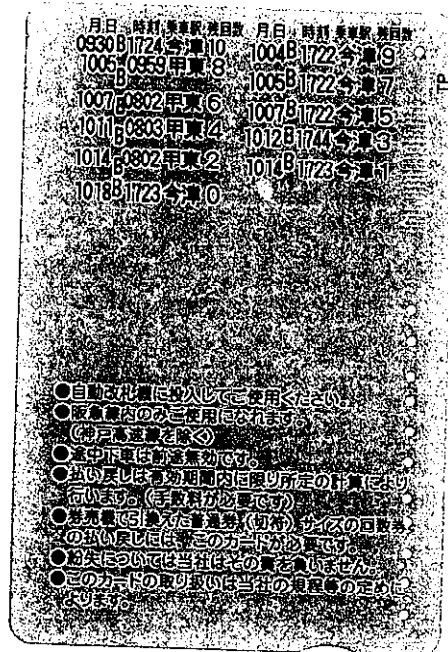 月日 時刻 乗車駅 残回数 月日 時刻 乗車駅 残回数
0930B1724今津10 1004B1722今津9
1005B0959甲東8 1005B1722今津7
1007B0802甲東6 1007B1722今津5
1011B0803甲東4 1012B1744今津3
1014B0802甲東2 1014B1723今津1
1018B1723今津0
●自動改札機に投入してご使用ください。
●阪急線内のみご使用になれます。
(神戸高速線を除く)
●途中下車は前途無効です。
●払い戻しは有効期間内に限り所定の計算により
行います。(手数料が必要です)
●券売機で引換えた普通券(切符)サイズの回数券
の払い戻しには、このカードが必要です。
●紛失については当社はその責を負いません。
●このカードの取り扱いは当社の規程等の定めに
よります。